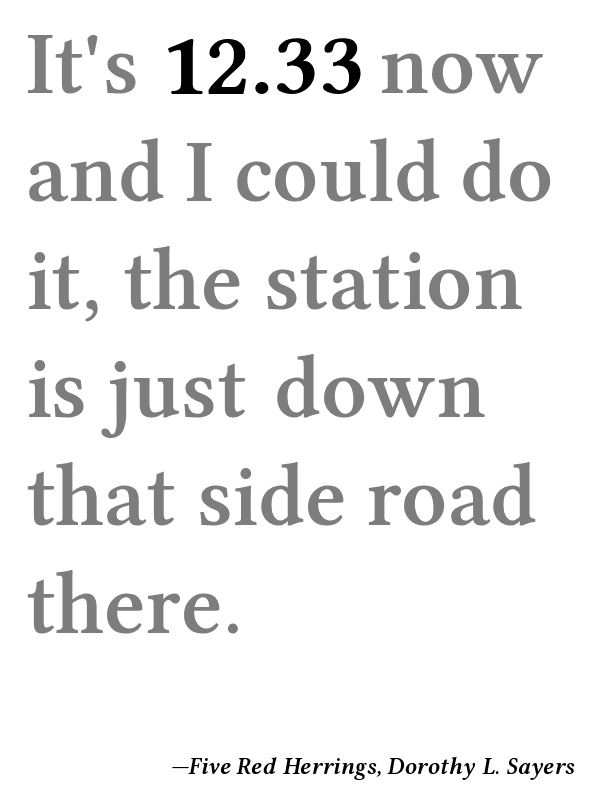 It's 12.33 now
and I could do
it, the station
is just down
that side road
there.
—Five Red Herrings, Dorothy L. Sayers